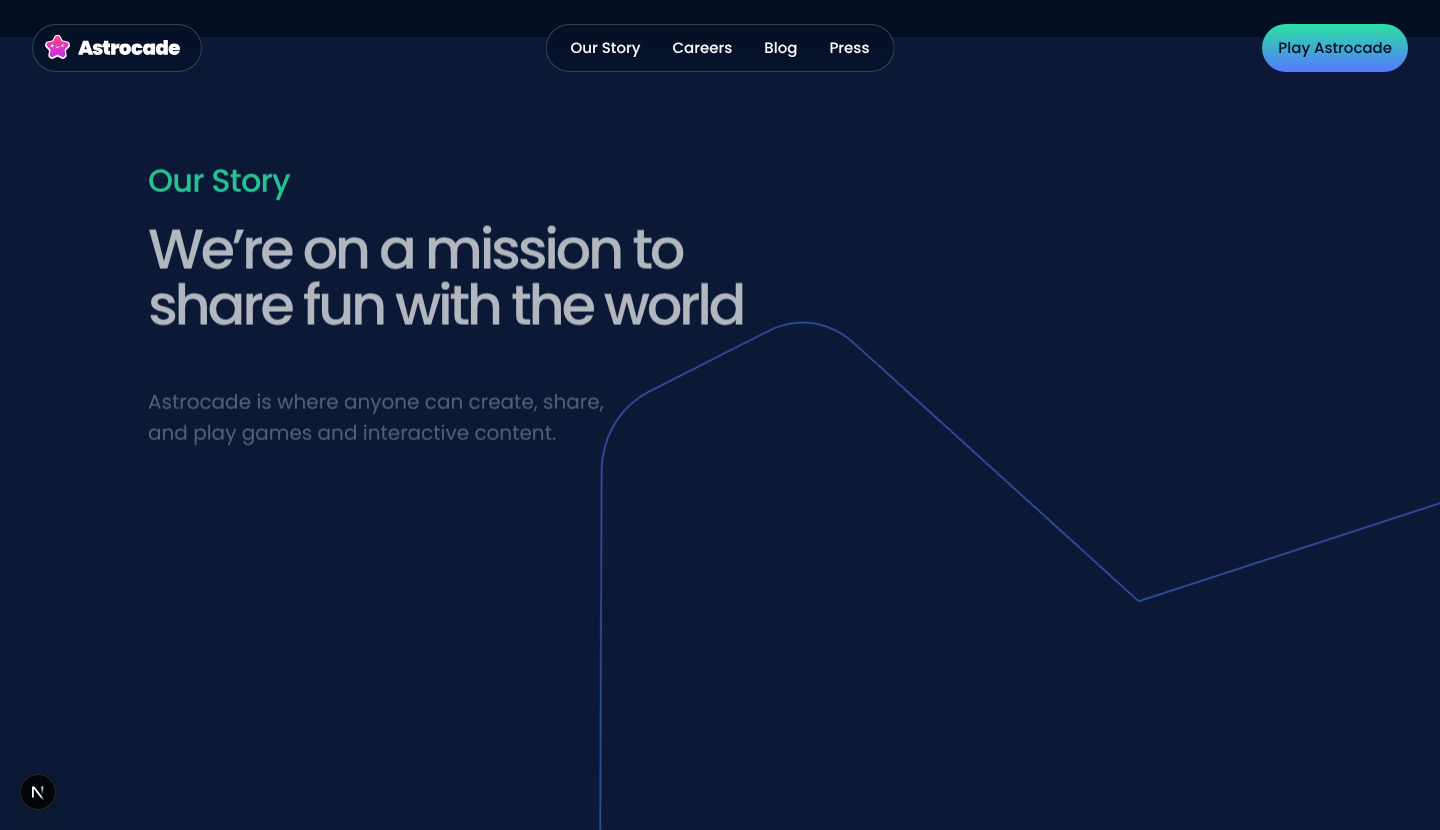 Astrocade
Our Story
Careers
Blog
Press
Play Astrocade
Our Story
We’re on a mission to
share fun with the world
Astrocade is where anyone can create, share,
and play games and interactive content.
N